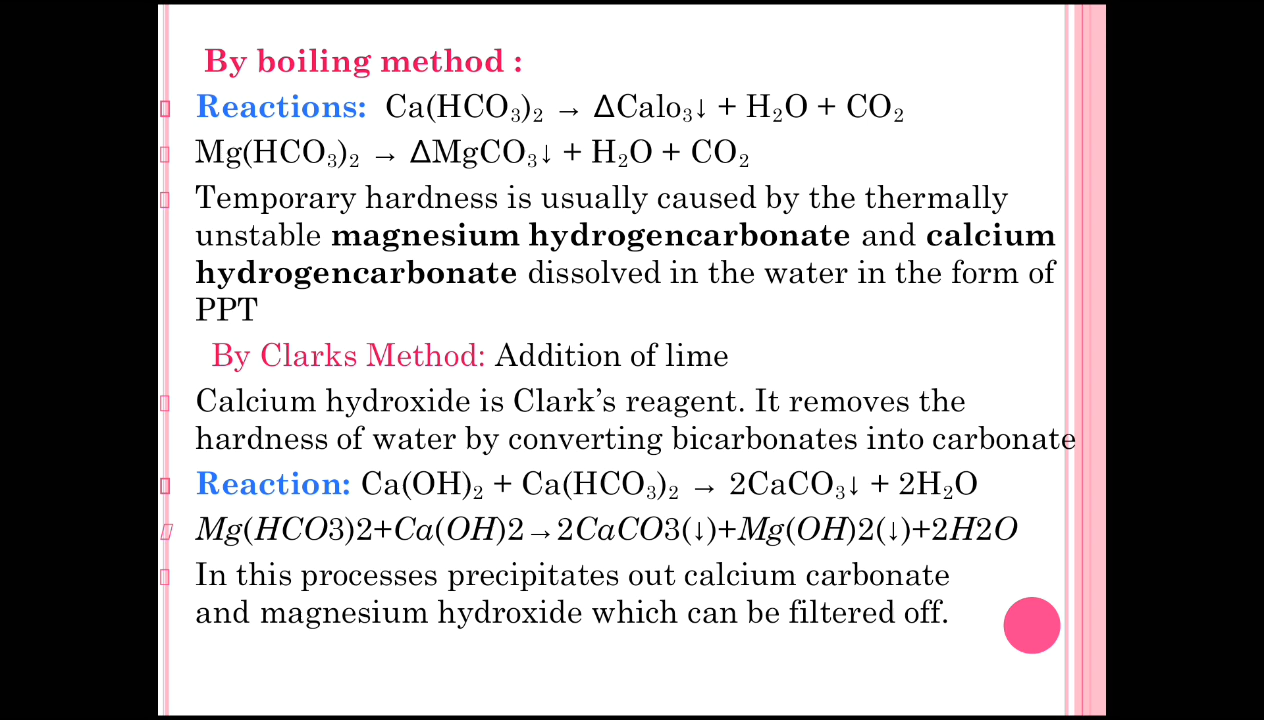 By boiling method :
Reactions: Ca(HCO₃)₂ → ΔCalo₃↓ + H₂O + CO₂
Mg(HCO₃)₂ → ΔMgCO₃↓ + H₂O + CO₂
Temporary hardness is usually caused by the thermally
unstable magnesium hydrogencarbonate and calcium
hydrogencarbonate dissolved in the water in the form of
PPT
By Clarks Method: Addition of lime
Calcium hydroxide is Clark’s reagent. It removes the
hardness of water by converting bicarbonates into carbonate
Reaction: Ca(OH)₂ + Ca(HCO₃)₂ → 2CaCO₃↓ + 2H₂O
Mg(HCO3)2+Ca(OH)2→2CaCO3(↓)+Mg(OH)2(↓)+2H2O
In this processes precipitates out calcium carbonate
and magnesium hydroxide which can be filtered off.